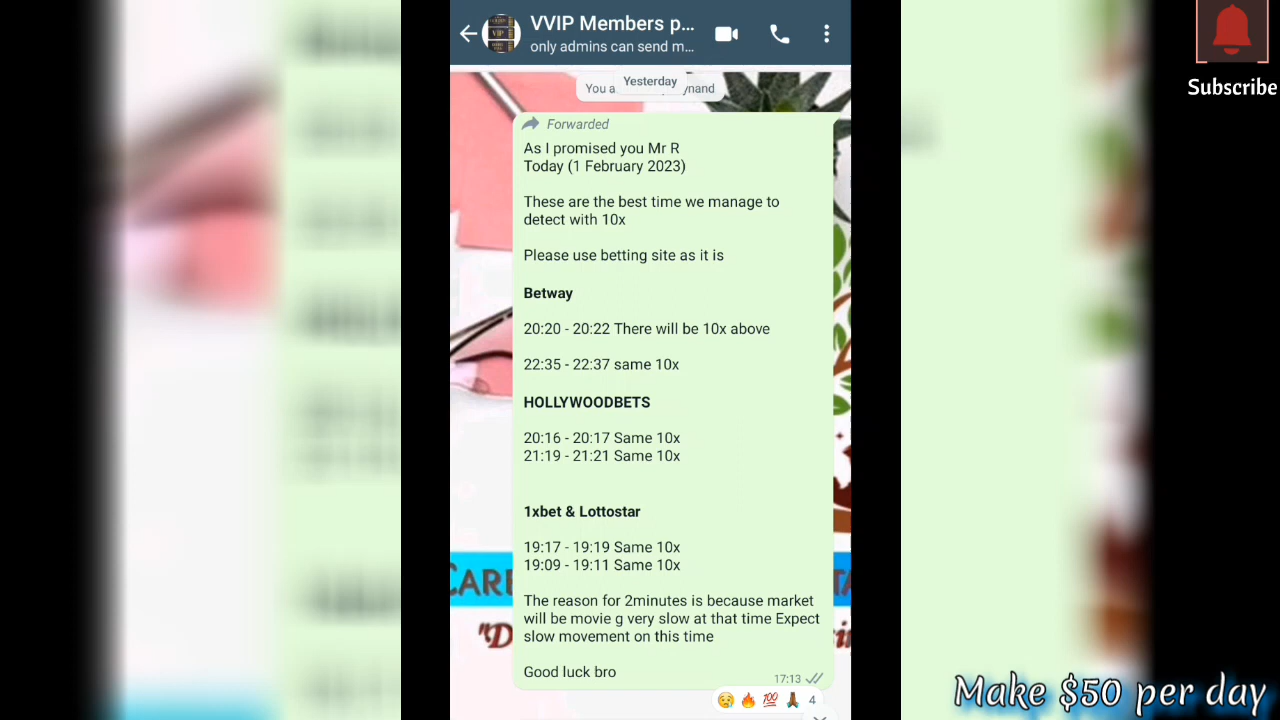 VVIP Members p...
only admins can send m...
Subscribe
Yesterday
You a
Forwarded
As I promised you Mr R
Today (1 February 2023)
These are the best time we manage to
detect with 10x
Please use betting site as it is
Betway
20:20 - 20:22 There will be 10x above
22:35 - 22:37 same 10x
HOLLYWOODBETS
20:16 - 20:17 Same 10x
21:19 - 21:21 Same 10x
1xbet & Lottostar
19:17 - 19:19 Same 10x
19:09 - 19:11 Same 10x
The reason for 2minutes is because market
will be movie g very slow at that time Expect
slow movement on this time
Good luck bro
17:13
4
Make $50 per day